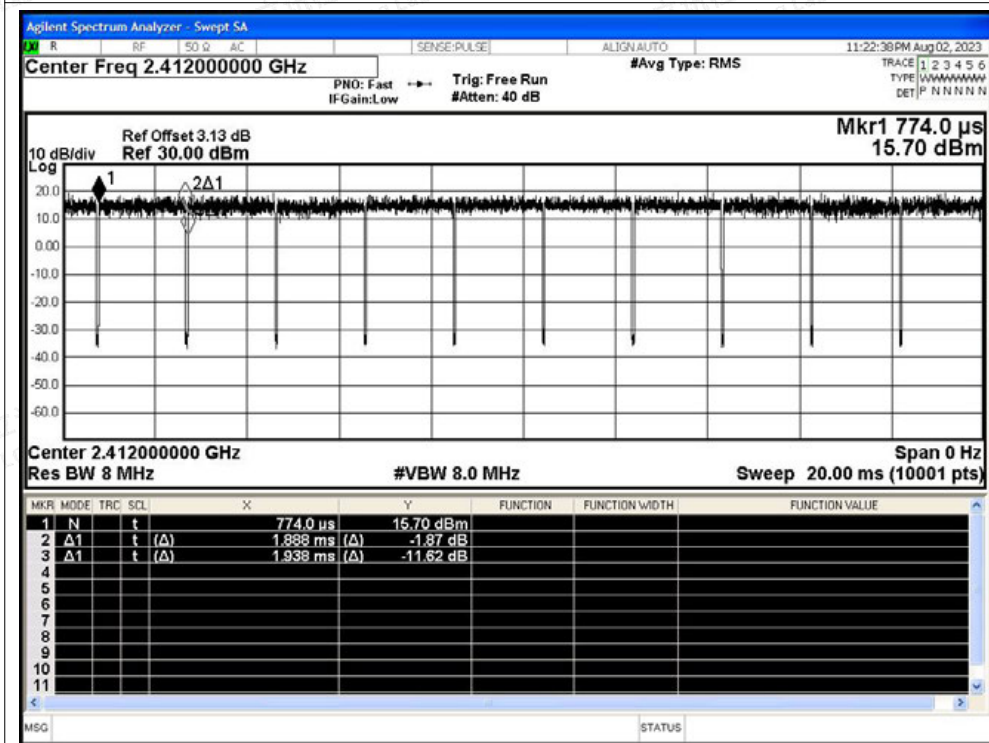 Agilent Spectrum Analyzer - Swept SA
LXI R RF 50 Ω AC SENSE:PULSE ALIGN AUTO 11:22:38 PM Aug 02, 2023
Center Freq 2.412000000 GHz
#Avg Type: RMS
TRACE 1 2 3 4 5 6
PNO: Fast Trig: Free Run
TYPE WWWWWW
IFGain:Low #Atten: 40 dB
DET P N N N N N
Ref Offset 3.13 dB
Mkr1 774.0 µs
10 dB/div Ref 30.00 dBm
15.70 dBm
Log
1
2Δ1
20.0
10.0
0.00
-10.0
-20.0
-30.0
-40.0
-50.0
-60.0
Center 2.412000000 GHz Span 0 Hz
Res BW 8 MHz #VBW 8.0 MHz Sweep 20.00 ms (10001 pts)
MKR MODE TRC SCL X Y FUNCTION FUNCTION WIDTH FUNCTION VALUE
1 N t 774.0 µs 15.70 dBm
2 Δ1 t (Δ) 1.888 ms (Δ) -1.87 dB
3 Δ1 t (Δ) 1.938 ms (Δ) -11.62 dB
4
5
6
7
8
9
10
11
MSG STATUS